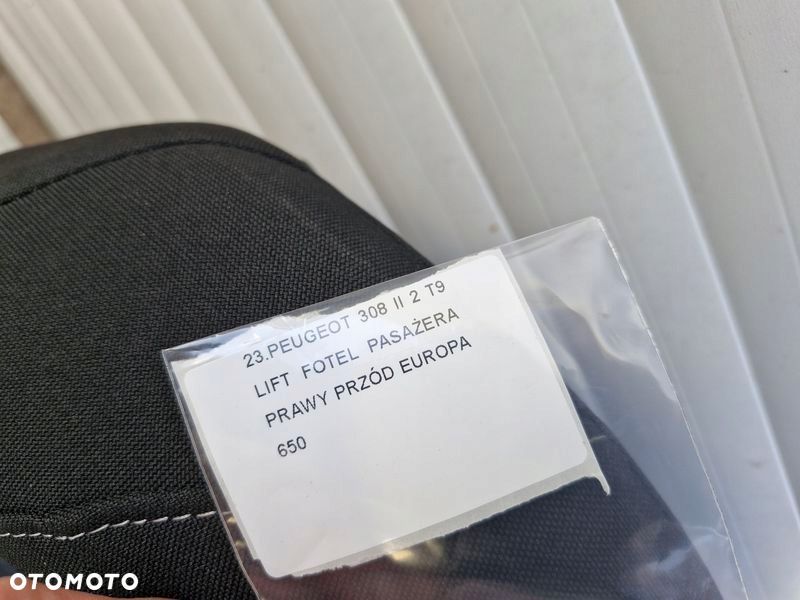 23.PEUGEOT 308 II 2 T9
LIFT FOTEL PASAŻERA
PRAWY PRZÓD EUROPA
650
OTOMOTO